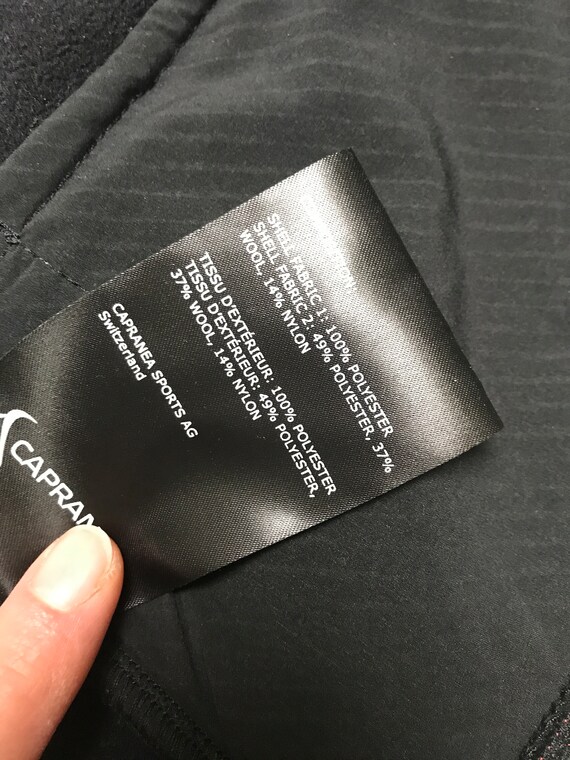 SHELL FABRIC 1: 100% POLYESTER
SHELL FABRIC 2: 49% POLYESTER, 37%
WOOL, 14% NYLON
TISSU D'EXTÉRIEUR: 100% POLYESTER
TISSU D'EXTÉRIEUR: 49% POLYESTER,
37% WOOL, 14% NYLON
CAPRANEA SPORTS AG
Switzerland
CAPRAN